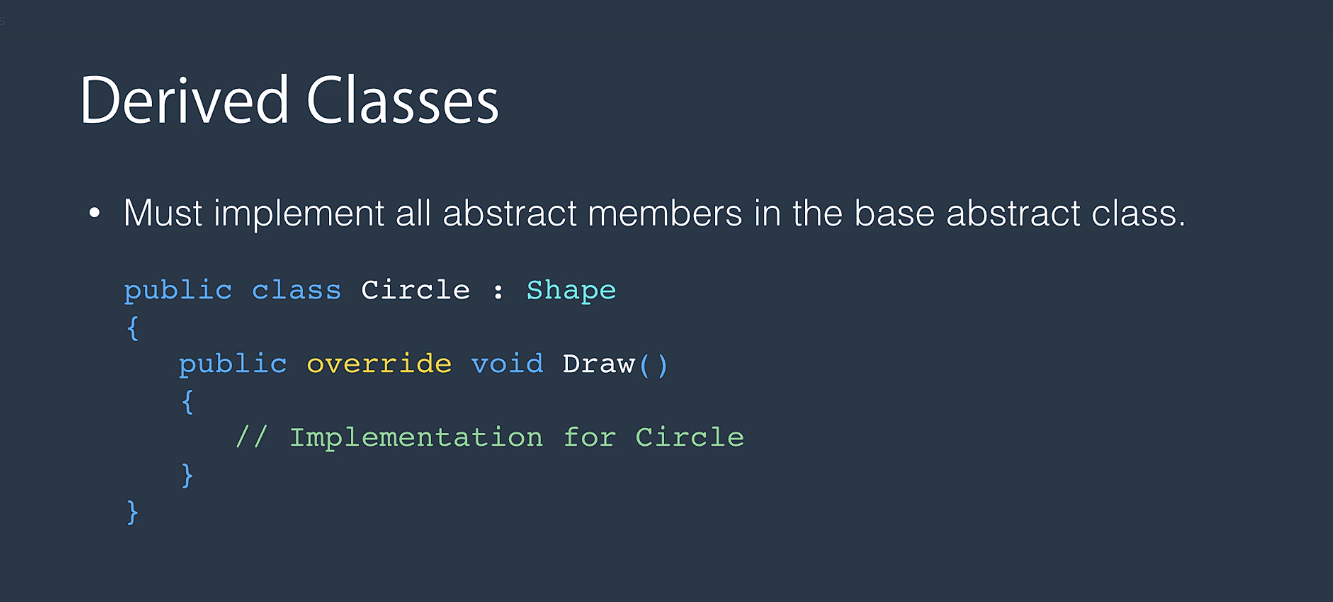 Derived Classes
• Must implement all abstract members in the base abstract class.
public class Circle : Shape
{
   public override void Draw()
   {
      // Implementation for Circle
   }
}